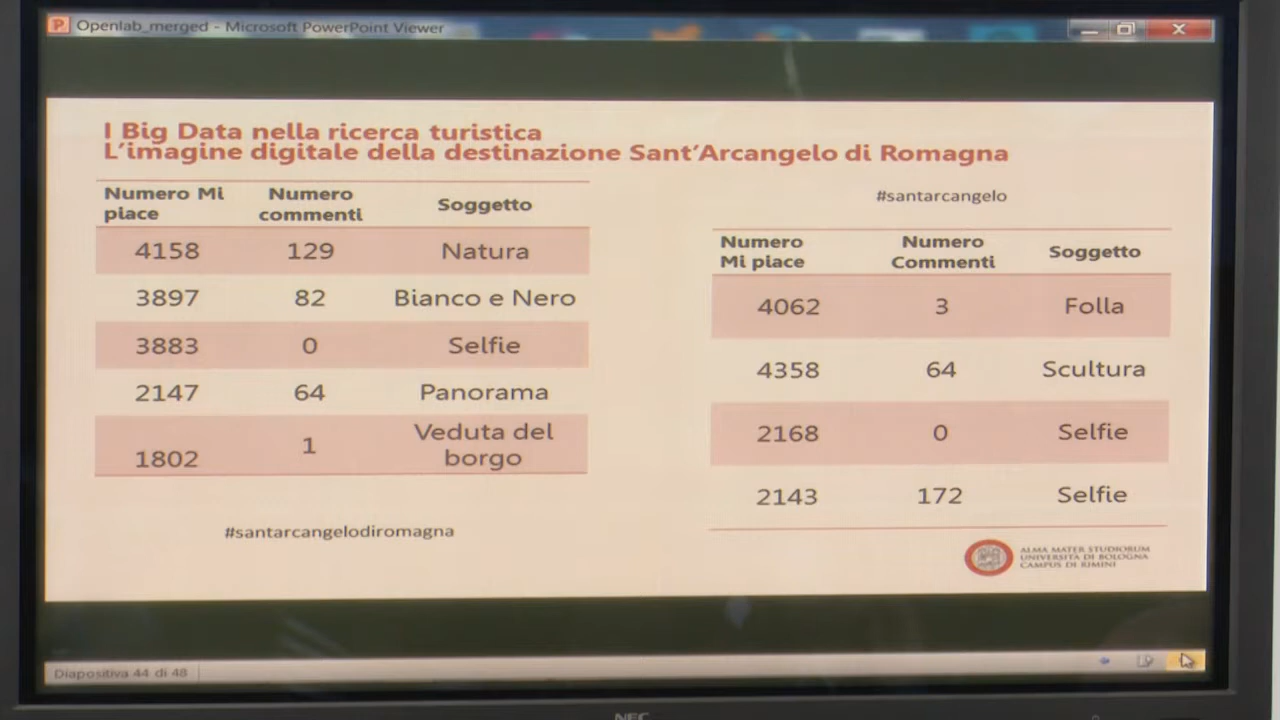 Openlab_merged - Microsoft PowerPoint Viewer
I Big Data nella ricerca turistica
L'imagine digitale della destinazione Sant'Arcangelo di Romagna
Numero Mi place Numero commenti Soggetto
4158 129 Natura
3897 82 Bianco e Nero
3883 0 Selfie
2147 64 Panorama
1802 1 Veduta del borgo
#santarcangelodiromagna
#santarcangelo
Numero Mi place Numero Commenti Soggetto
4062 3 Folla
4358 64 Scultura
2168 0 Selfie
2143 172 Selfie
ALMA MATER STUDIORUM
UNIVERSITÀ DI BOLOGNA
CAMPUS DI RIMINI
Diapositiva 44 di 48
NEC